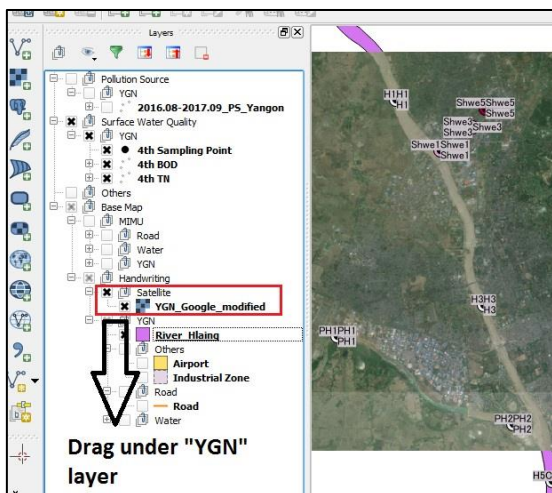 Layers
Pollution Source
YGN
2016.08-2017.09_PS_Yangon
Surface Water Quality
YGN
4th Sampling Point
4th BOD
4th TN
Others
Base Map
MIMU
Road
Water
YGN
Handwriting
Satellite
YGN_Google_modified
YGN
River_Hlaing
Others
Airport
Industrial Zone
Road
Road
Water
Drag under "YGN"
layer
H1H1
H1
Shwe5Shwe5
Shwe5
Shwe3
Shwe3
Shwe3
Shwe1Shwe1
Shwe1
H3H3
H3
PH1PH1
PH1
PH2PH2
PH2
H5C